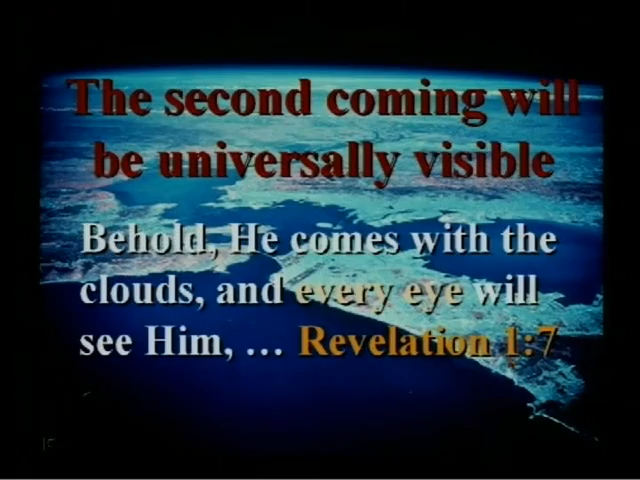 The second coming will
be universally visible
Behold, He comes with the
clouds, and every eye will
see Him, ... Revelation 1:7